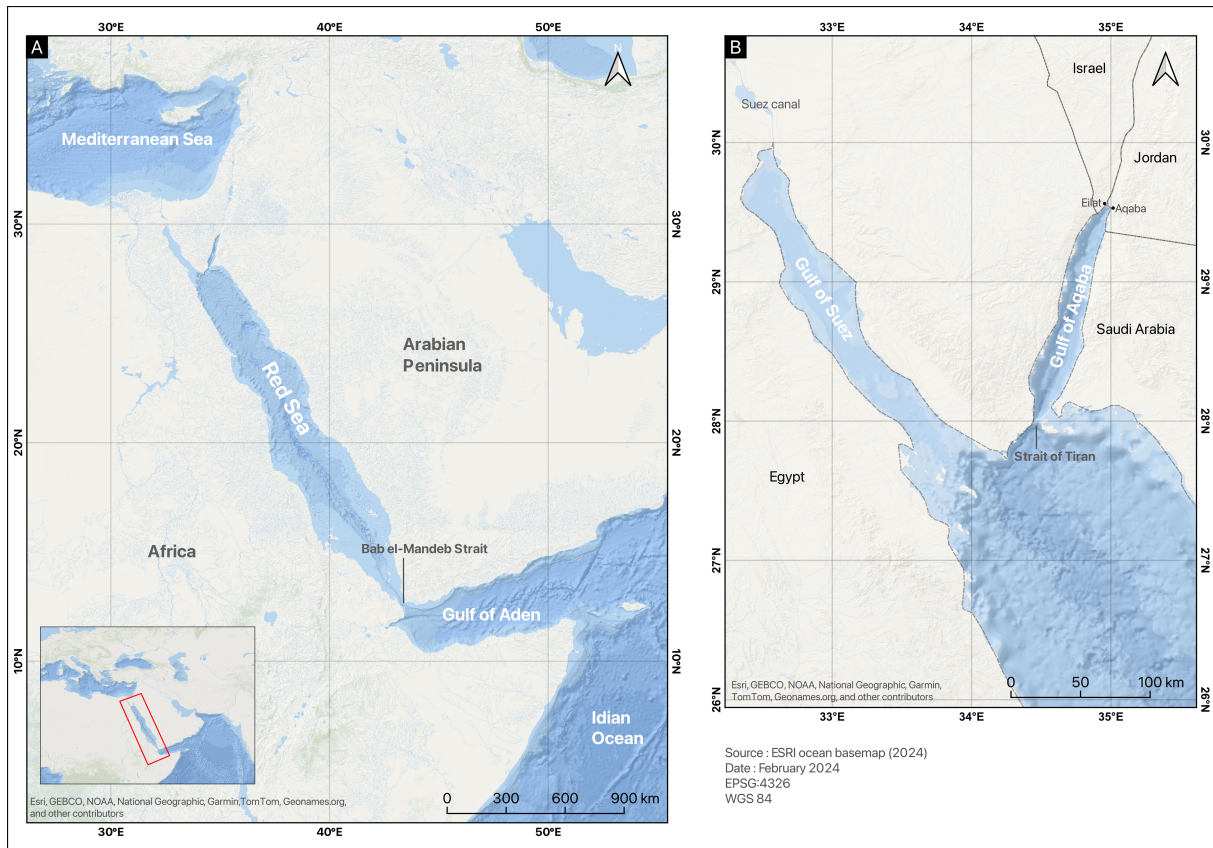 A
30°E
40°E
50°E
N
Mediterranean Sea
30°N
30°N
Arabian
Peninsula
Red Sea
20°N
20°N
Africa
Bab el-Mandeb Strait
Gulf of Aden
10°N
10°N
Idian
Ocean
Esri, GEBCO, NOAA, National Geographic, Garmin,TomTom, Geonames.org,
and other contributors
0 300 600 900 km
30°E
40°E
50°E
B
33°E
34°E
35°E
Israel
Suez canal
30°N
30°N
Jordan
Eilat
Aqaba
Gulf of Suez
29°N
29°N
Gulf of Aqaba
Saudi Arabia
28°N
28°N
Strait of Tiran
Egypt
27°N
27°N
Esri, GEBCO, NOAA, National Geographic, Garmin,
TomTom, Geonames.org, and other contributors
0 50 100 km
26°N
26°N
33°E
34°E
35°E
Source : ESRI ocean basemap (2024)
Date : February 2024
EPSG:4326
WGS 84